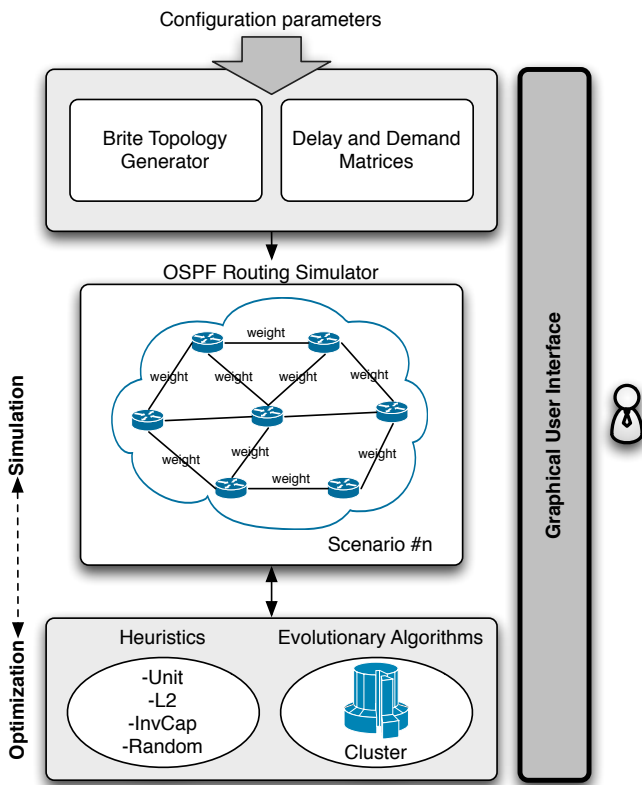 Configuration parameters
Brite Topology
Generator
Delay and Demand
Matrices
OSPF Routing Simulator
weight
weight
weight
weight
weight
weight
weight
weight
weight
Scenario #n
Simulation
Optimization
Heuristics
-Unit
-L2
-InvCap
-Random
Evolutionary Algorithms
Cluster
Graphical User Interface